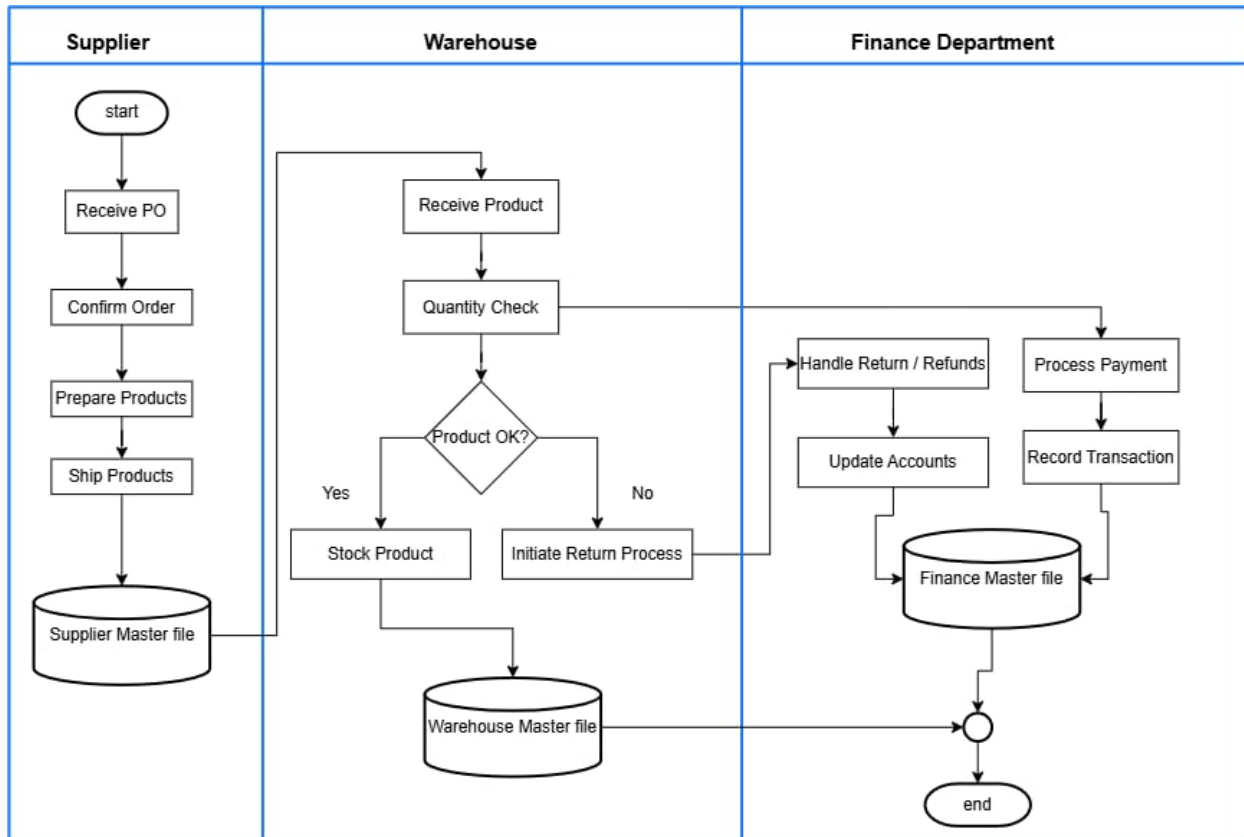 Supplier
Warehouse
Finance Department
start
Receive PO
Confirm Order
Prepare Products
Ship Products
Supplier Master file
Receive Product
Quantity Check
Product OK?
Yes
No
Stock Product
Initiate Return Process
Warehouse Master file
Handle Return / Refunds
Process Payment
Update Accounts
Record Transaction
Finance Master file
end